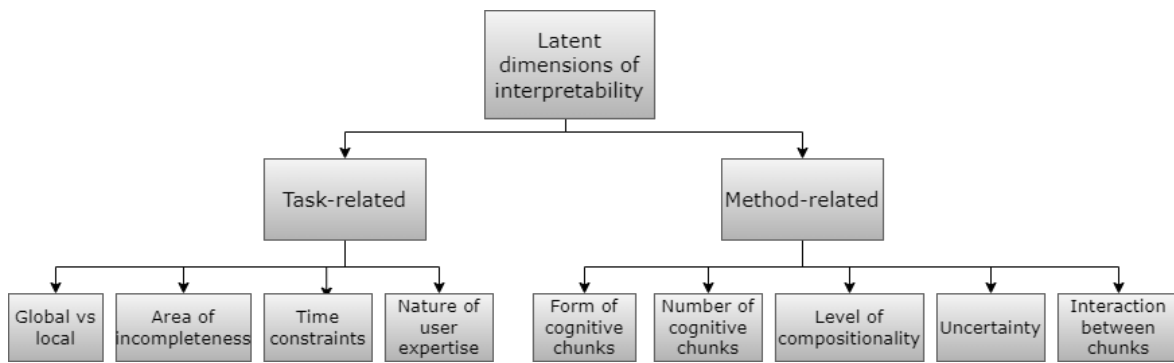 Latent
dimensions of
interpretability
Task-related
Method-related
Global vs
local
Area of
incompleteness
Time
constraints
Nature of
user
expertise
Form of
cognitive
chunks
Number of
cognitive
chunks
Level of
compositionality
Uncertainty
Interaction
between
chunks